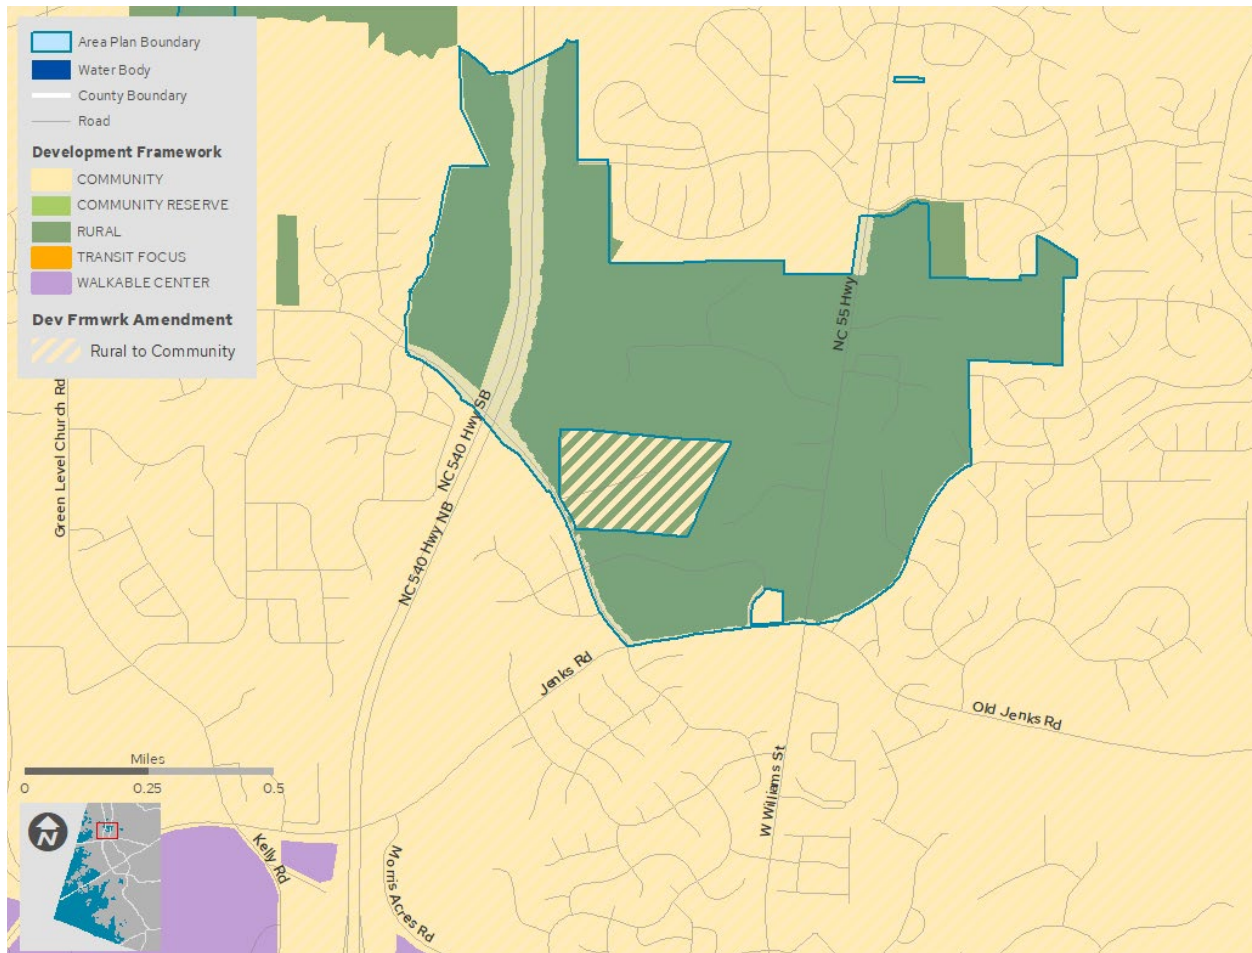 Area Plan Boundary
Water Body
County Boundary
Road
Development Framework
COMMUNITY
COMMUNITY RESERVE
RURAL
TRANSIT FOCUS
WALKABLE CENTER
Dev Frmwrk Amendment
Rural to Community
NC 55 Hwy
Green Level Church Rd
NC 540 Hwy SB
NC 540 Hwy NB
Jenks Rd
Old Jenks Rd
W Williams St
Miles
0 0.25 0.5
N
Kelly Rd
Morris Acres Rd